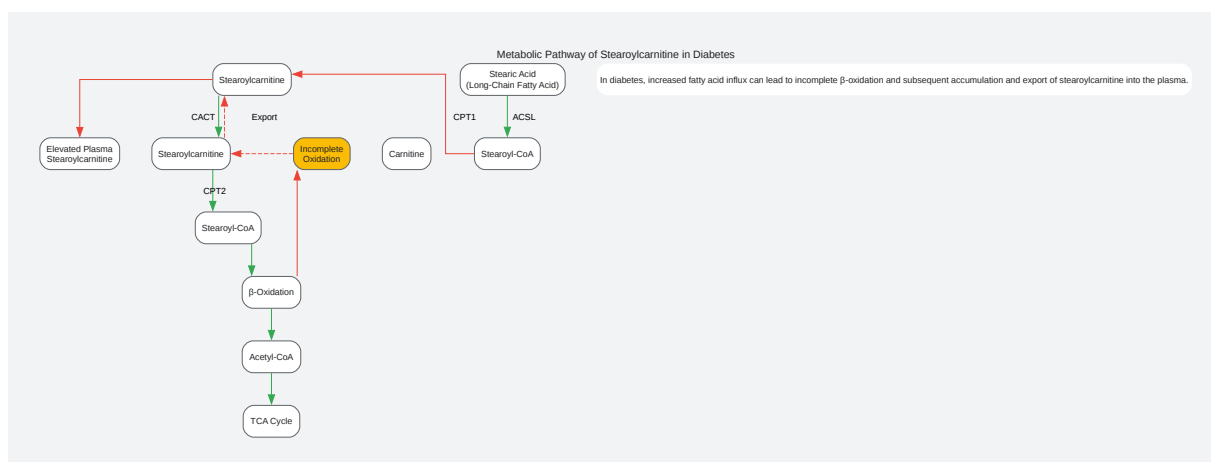 Metabolic Pathway of Stearoylcarnitine in Diabetes
Stearoylcarnitine
Stearic Acid
(Long-Chain Fatty Acid)
In diabetes, increased fatty acid influx can lead to incomplete β-oxidation and subsequent accumulation and export of stearoylcarnitine into the plasma.
CACT
Export
CPT1
ACSL
Elevated Plasma
Stearoylcarnitine
Stearoylcarnitine
Incomplete
Oxidation
Carnitine
Stearoyl-CoA
CPT2
Stearoyl-CoA
β-Oxidation
Acetyl-CoA
TCA Cycle